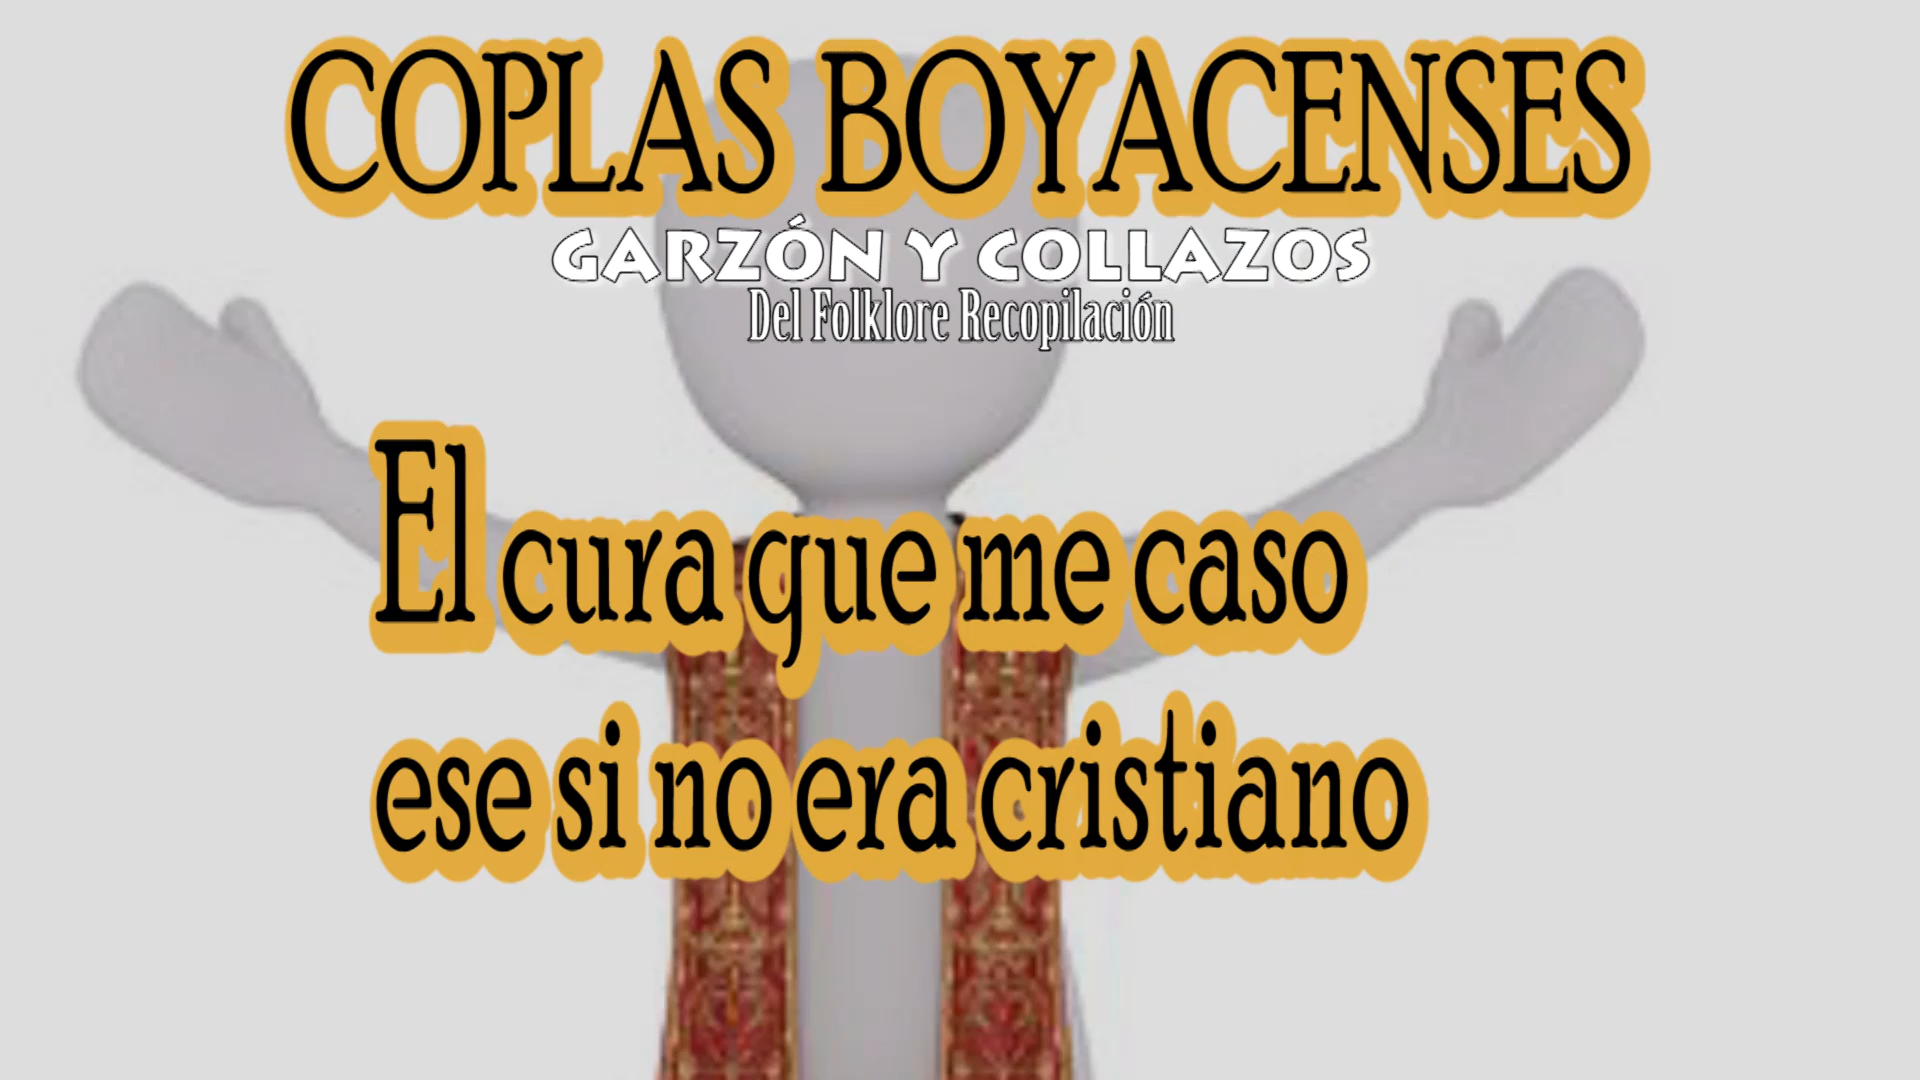 COPLAS BOYACENSES
GARZÓN Y COLLAZOS
Del Folklore Recopilación
El cura que me caso
ese si no era cristiano